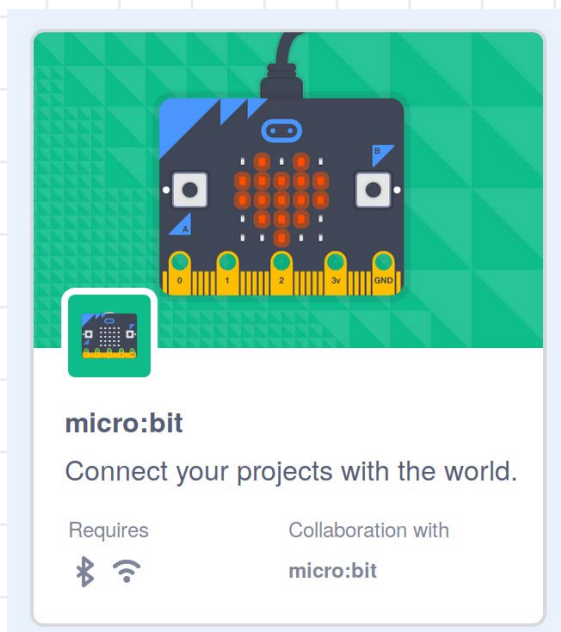 B
A
0 1 2 3v GND
micro:bit
Connect your projects with the world.
Requires
Collaboration with
micro:bit